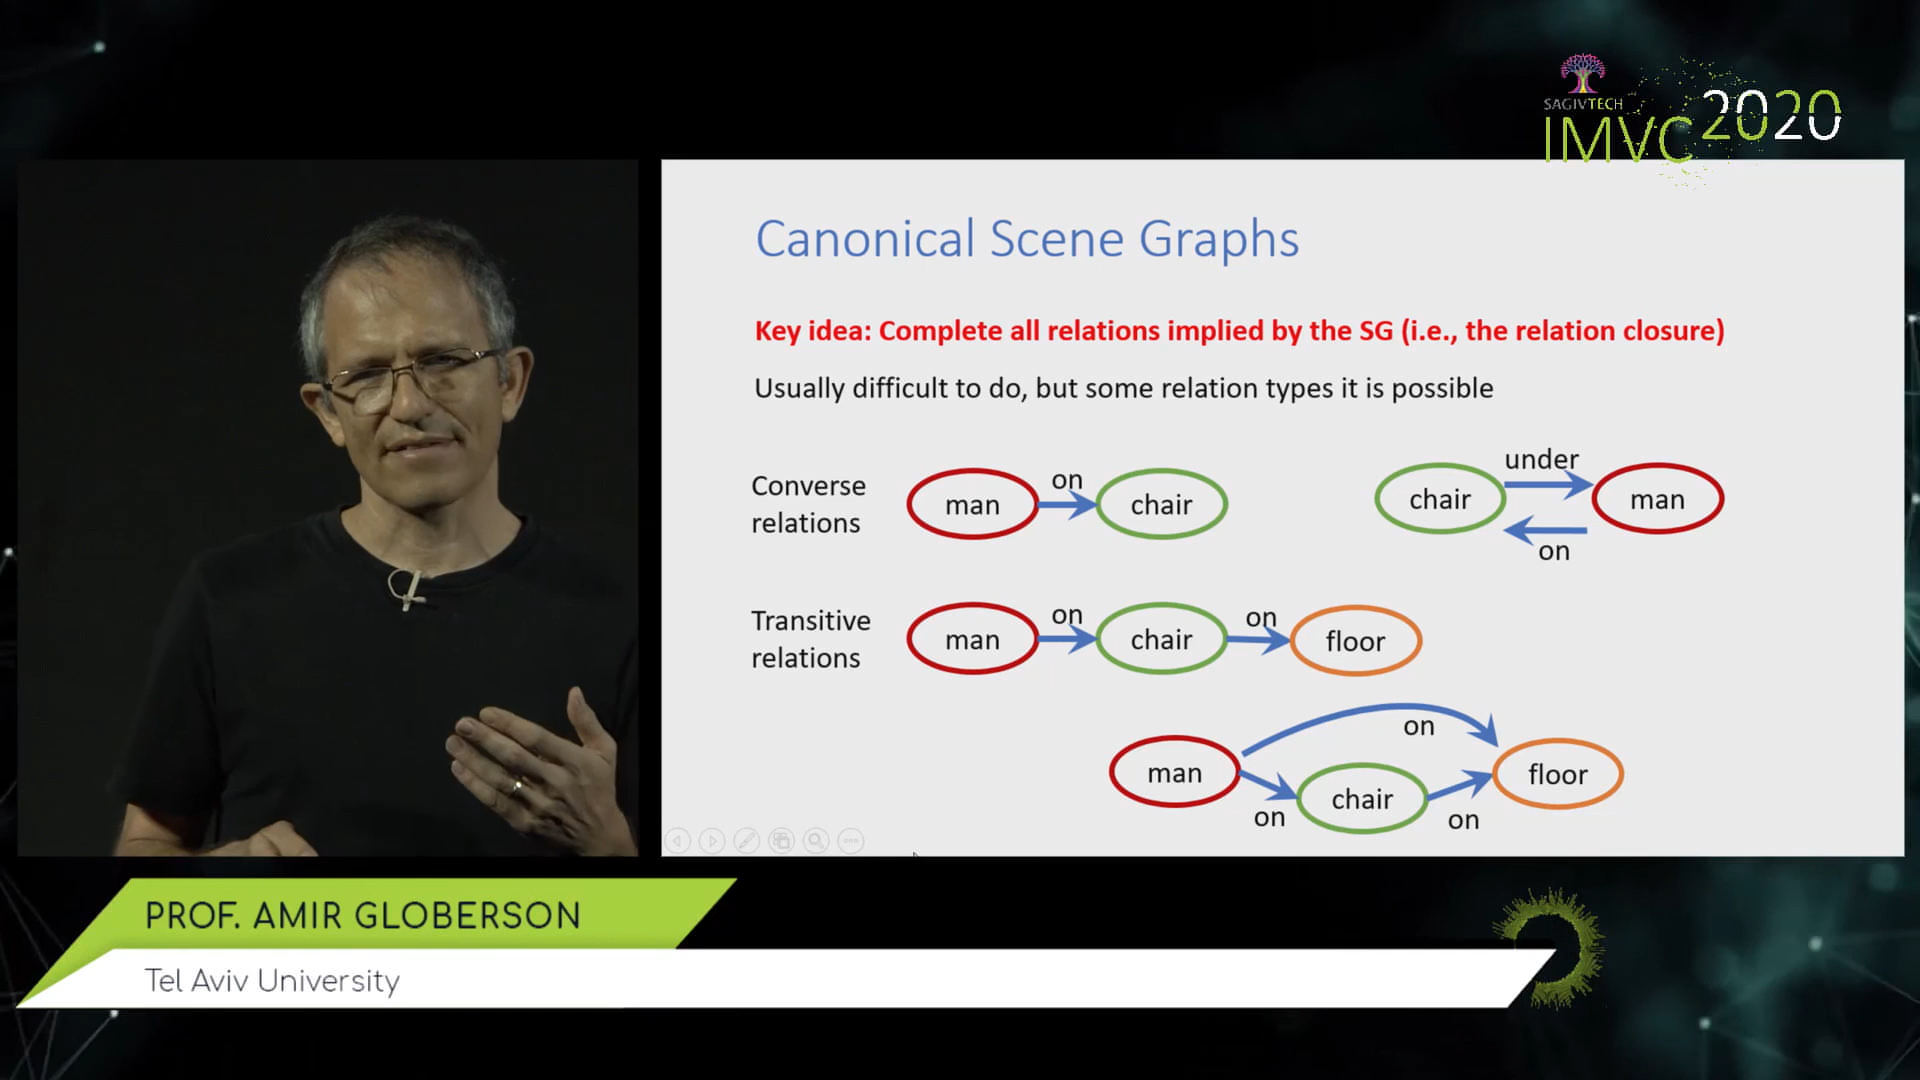 SAGIVTECH
IMVC 2020
Canonical Scene Graphs
Key idea: Complete all relations implied by the SG (i.e., the relation closure)
Usually difficult to do, but some relation types it is possible
Converse
relations
man
on
chair
chair
under
man
on
Transitive
relations
man
on
chair
on
floor
man
on
floor
on
chair
on
PROF. AMIR GLOBERSON
Tel Aviv University